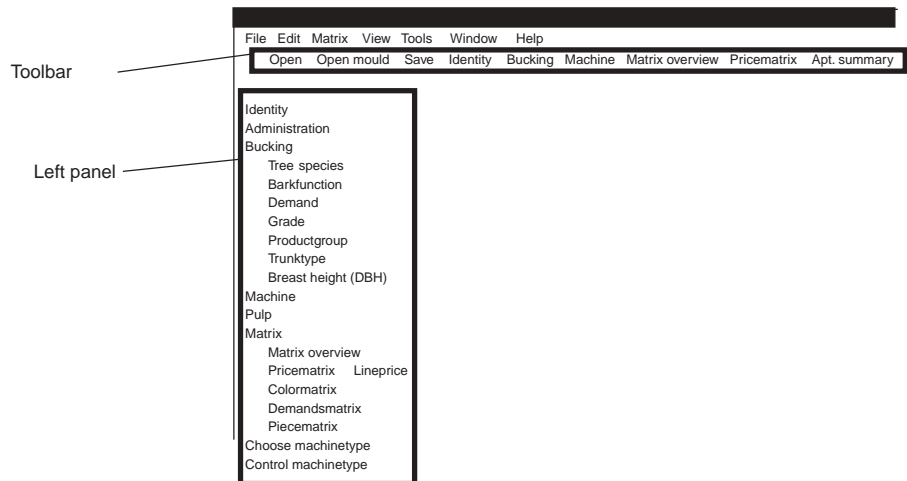 File Edit Matrix View Tools Window Help
Toolbar
Open Open mould Save Identity Bucking Machine Matrix overview Pricematrix Apt. summary
Left panel
Identity
Administration
Bucking
Tree species
Barkfunction
Demand
Grade
Productgroup
Trunktype
Breast height (DBH)
Machine
Pulp
Matrix
Matrix overview
Pricematrix Lineprice
Colormatrix
Demandsmatrix
Piecematrix
Choose machinetype
Control machinetype